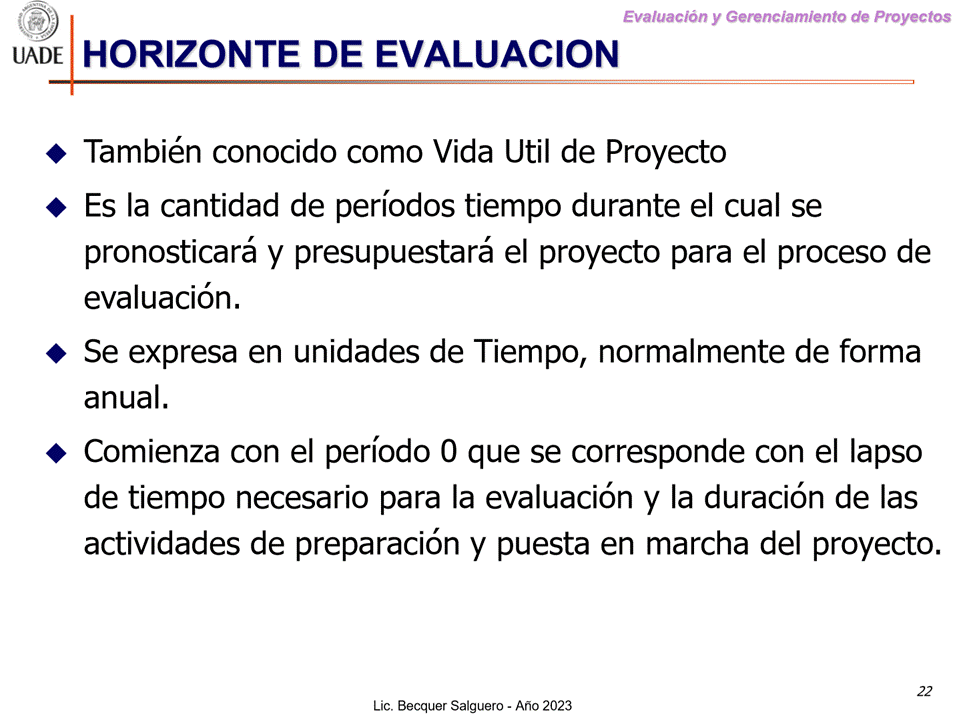 Evaluación y Gerenciamiento de Proyectos
UADE
HORIZONTE DE EVALUACION
También conocido como Vida Util de Proyecto
Es la cantidad de períodos tiempo durante el cual se
pronosticará y presupuestará el proyecto para el proceso de
evaluación.
Se expresa en unidades de Tiempo, normalmente de forma
anual.
Comienza con el período 0 que se corresponde con el lapso
de tiempo necesario para la evaluación y la duración de las
actividades de preparación y puesta en marcha del proyecto.
22
Lic. Becquer Salguero - Año 2023